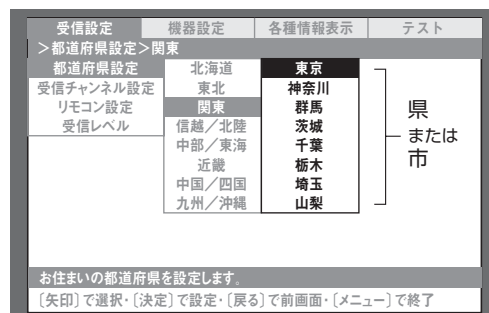 受信設定 機器設定 各種情報表示 テスト
>都道府県設定>関東
都道府県設定 北海道 東京
受信チャンネル設定 東北 神奈川
リモコン設定 関東 群馬
受信レベル 信越／北陸 茨城
中部／東海 千葉
近畿 栃木
中国／四国 埼玉
九州／沖縄 山梨
県
または
市
お住まいの都道府県を設定します。
〔矢印〕で選択・〔決定〕で設定・〔戻る〕で前画面・〔メニュー〕で終了